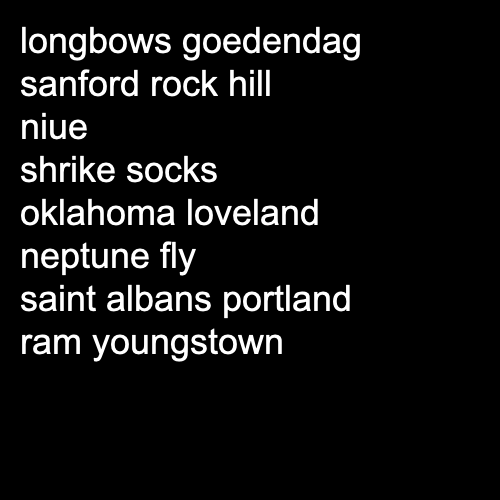 longbows goedendag
sanford rock hill
niue
shrike socks
oklahoma loveland
neptune fly
saint albans portland
ram youngstown